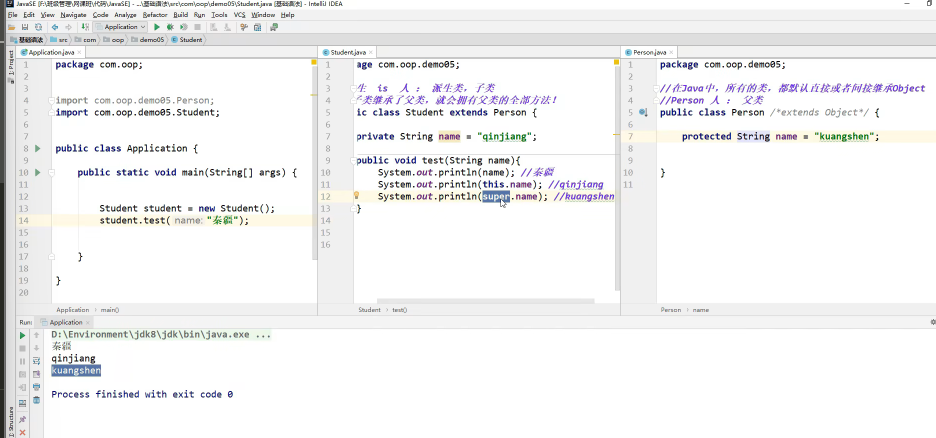 JavaSE [F:\班级管理\网课班\代码\JavaSE] - ...\基础语法\src\com\oop\demo05\Student.java [基础语法] - IntelliJ IDEA
File Edit View Navigate Code Analyze Refactor Build Run Tools VCS Window Help
Application
基础语法 src com oop demo05 Student
Application.java
1 package com.oop;
2
3
4 import com.oop.demo05.Person;
5 import com.oop.demo05.Student;
6
7
8 public class Application {
9
10 public static void main(String[] args) {
11
12
13 Student student = new Student();
14 student.test( name: "秦疆");
15
16
17 }
18
19 }
20
Application main()
Student.java
1 age com.oop.demo05;
2
3 生 is 人 : 派生类, 子类
4 子类继承了父类, 就会拥有父类的全部方法!
5 ic class Student extends Person {
6
7 private String name = "qinjiang";
8
9 public void test(String name){
10 System.out.println(name); //秦疆
11 System.out.println(this.name); //qinjiang
12 System.out.println(super.name); //kuangshen
13 }
14
15
16
Student test()
Person.java
1 package com.oop.demo05;
2
3 //在Java中, 所有的类, 都默认直接或者间接继承Object
4 //Person 人 : 父类
5 public class Person /*extends Object*/ {
6
7 protected String name = "kuangshen";
8
9
10 }
11
Person name
1: Project
Z: Structure
Run: Application
D:\Environment\jdk8\jdk\bin\java.exe ...
秦疆
qinjiang
kuangshen
Process finished with exit code 0